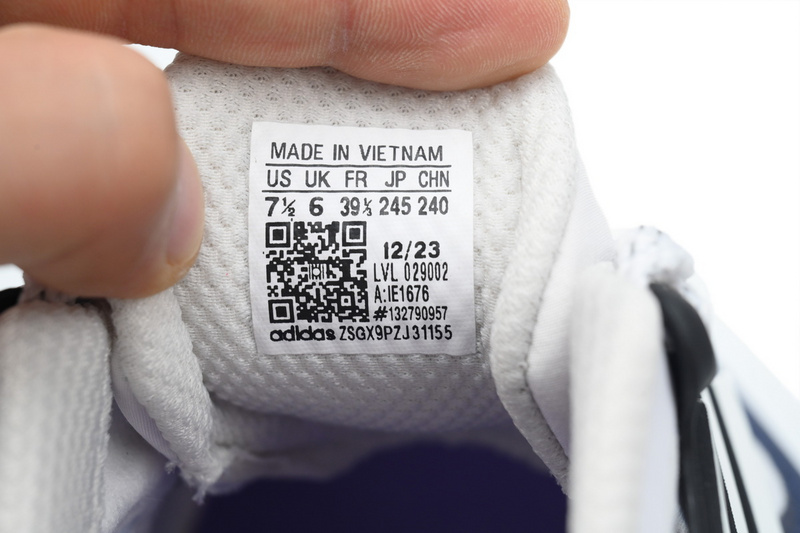 MADE IN VIETNAM
US UK FR JP CHN
7½ 6 39⅓ 245 240
12/23
LVL 029002
A:IE1676
#132790957
adidas ZSGX9PZJ31155